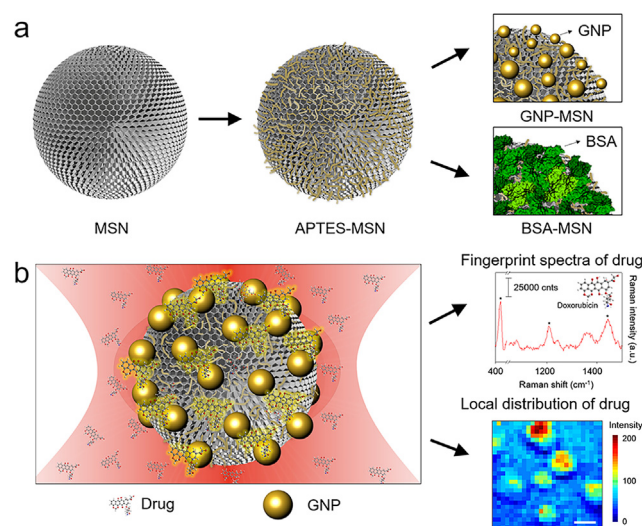 a
GNP
GNP-MSN
BSA
MSN
APTES-MSN
BSA-MSN
b
Fingerprint spectra of drug
25000 cnts
Doxorubicin
Raman intensity (a.u.)
400 1200 1400
Raman shift (cm-1)
Local distribution of drug
Intensity
200
100
0
Drug
GNP